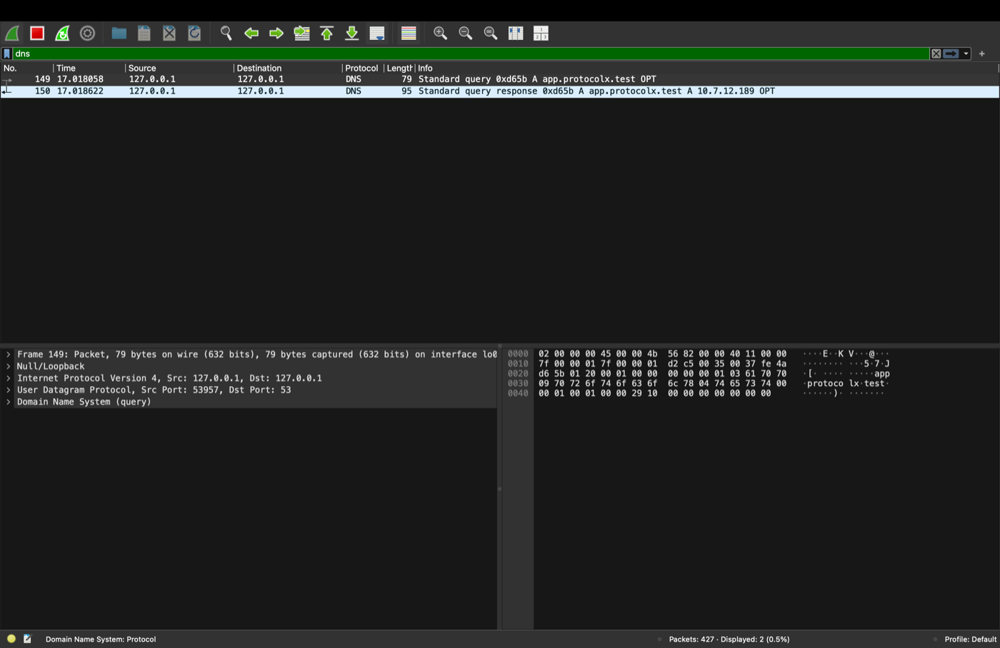 dns
No. Time Source Destination Protocol Length Info
149 17.018058 127.0.0.1 127.0.0.1 DNS 79 Standard query 0xd65b A app.protocolx.test OPT
150 17.018622 127.0.0.1 127.0.0.1 DNS 95 Standard query response 0xd65b A app.protocolx.test A 10.7.12.189 OPT
Frame 149: Packet, 79 bytes on wire (632 bits), 79 bytes captured (632 bits) on interface lo0
Null/Loopback
Internet Protocol Version 4, Src: 127.0.0.1, Dst: 127.0.0.1
User Datagram Protocol, Src Port: 53957, Dst Port: 53
Domain Name System (query)
0000 02 00 00 00 45 00 00 4b 56 82 00 00 40 11 00 00 ····E··K V···@···
0010 7f 00 00 01 7f 00 00 01 d2 c5 00 35 00 37 fe 4a ········ ···5·7·J
0020 d6 5b 01 20 00 01 00 00 00 00 00 01 03 61 70 70 ·[· ···· ·····app
0030 09 70 72 6f 74 6f 63 6f 6c 78 04 74 65 73 74 00 ·protoco lx·test·
0040 00 01 00 01 00 00 29 10 00 00 00 00 00 00 00 ······)· ·······
Domain Name System: Protocol
Packets: 427 · Displayed: 2 (0.5%)
Profile: Default